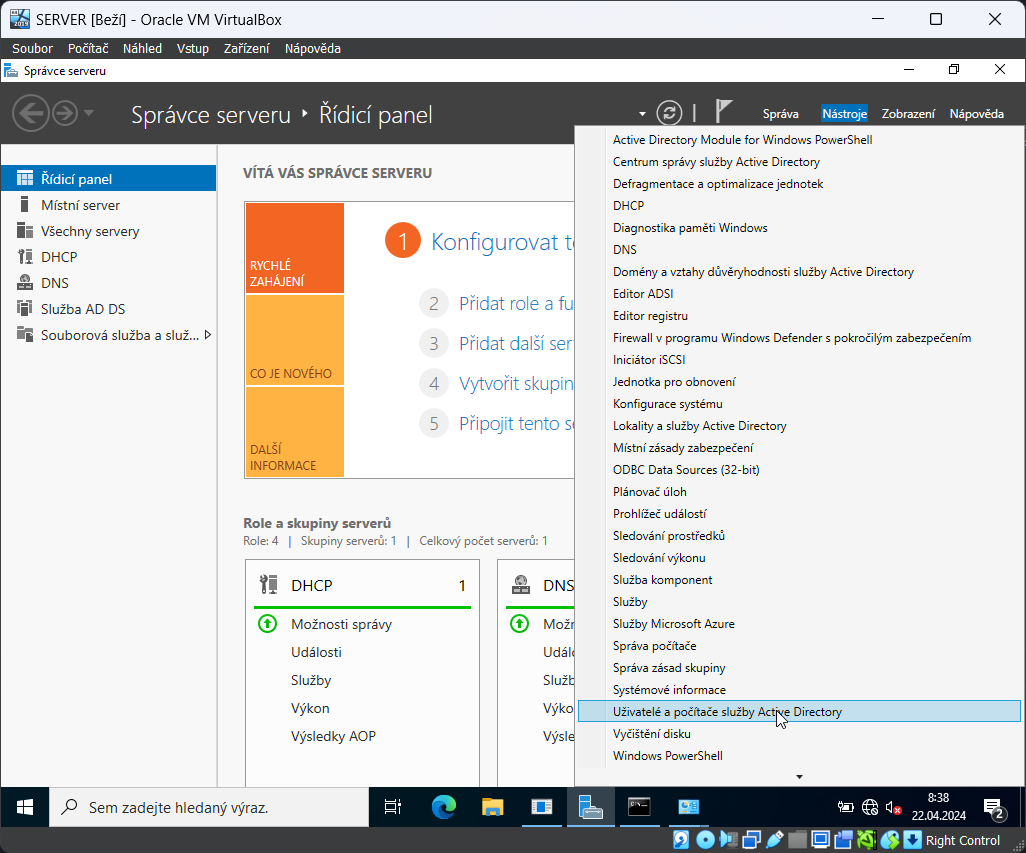 SERVER [Beží] - Oracle VM VirtualBox
Soubor Počítač Náhled Vstup Zařízení Nápověda
Správce serveru
Správce serveru Řídicí panel
Správa Nástroje Zobrazení Nápověda
Řídicí panel
Místní server
Všechny servery
DHCP
DNS
Služba AD DS
Souborová služba a služ...
VÍTÁ VÁS SPRÁVCE SERVERU
RYCHLÉ
ZAHÁJENÍ
CO JE NOVÉHO
DALŠÍ
INFORMACE
1 Konfigurovat t
2 Přidat role a fu
3 Přidat další ser
4 Vytvořit skupin
5 Připojit tento s
Role a skupiny serverů
Role: 4 | Skupiny serverů: 1 | Celkový počet serverů: 1
DHCP 1
Možnosti správy
Události
Služby
Výkon
Výsledky AOP
DNS
Možn
Událo
Služb
Výko
Výsle
Active Directory Module for Windows PowerShell
Centrum správy služby Active Directory
Defragmentace a optimalizace jednotek
DHCP
Diagnostika paměti Windows
DNS
Domény a vztahy důvěryhodnosti služby Active Directory
Editor ADSI
Editor registru
Firewall v programu Windows Defender s pokročilým zabezpečením
Iniciátor iSCSI
Jednotka pro obnovení
Konfigurace systému
Lokality a služby Active Directory
Místní zásady zabezpečení
ODBC Data Sources (32-bit)
Plánovač úloh
Prohlížeč událostí
Sledování prostředků
Sledování výkonu
Služba komponent
Služby
Služby Microsoft Azure
Správa počítače
Správa zásad skupiny
Systémové informace
Uživatelé a počítače služby Active Directory
Vyčištění disku
Windows PowerShell
Sem zadejte hledaný výraz.
8:38
22.04.2024
2
Right Control